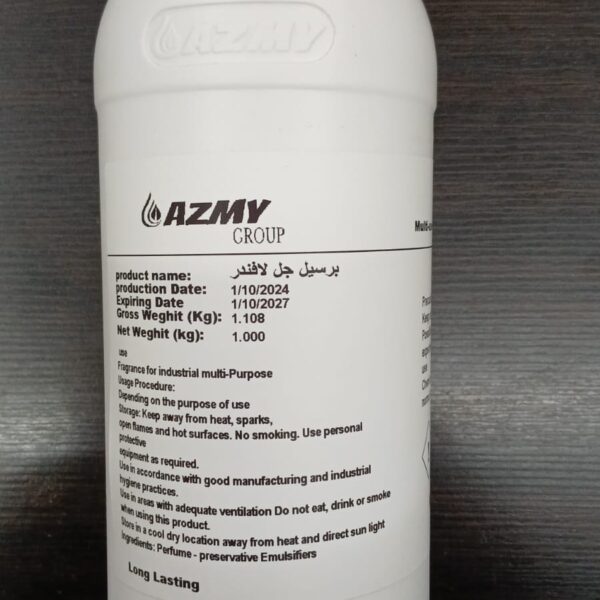 AZMY
AZMY
GROUP
product name: برسيل جل لافندر
production Date: 1/10/2024
Expiring Date 1/10/2027
Gross Weghit (Kg): 1.108
Net Weghit (kg): 1.000
use
Fragrance for industrial multi-Purpose
Usage Procedure:
Depending on the purpose of use
Storage: Keep away from heat, sparks,
open flames and hot surfaces. No smoking. Use personal
protective
equipment as required.
Use in accordance with good manufacturing and industrial
hygiene practices.
Use in areas with adequate ventilation Do not eat, drink or smoke
when using this product.
Store in a cool dry location away from heat and direct sun light
Ingredients: Perfume - preservative Emulsifiers
Long Lasting